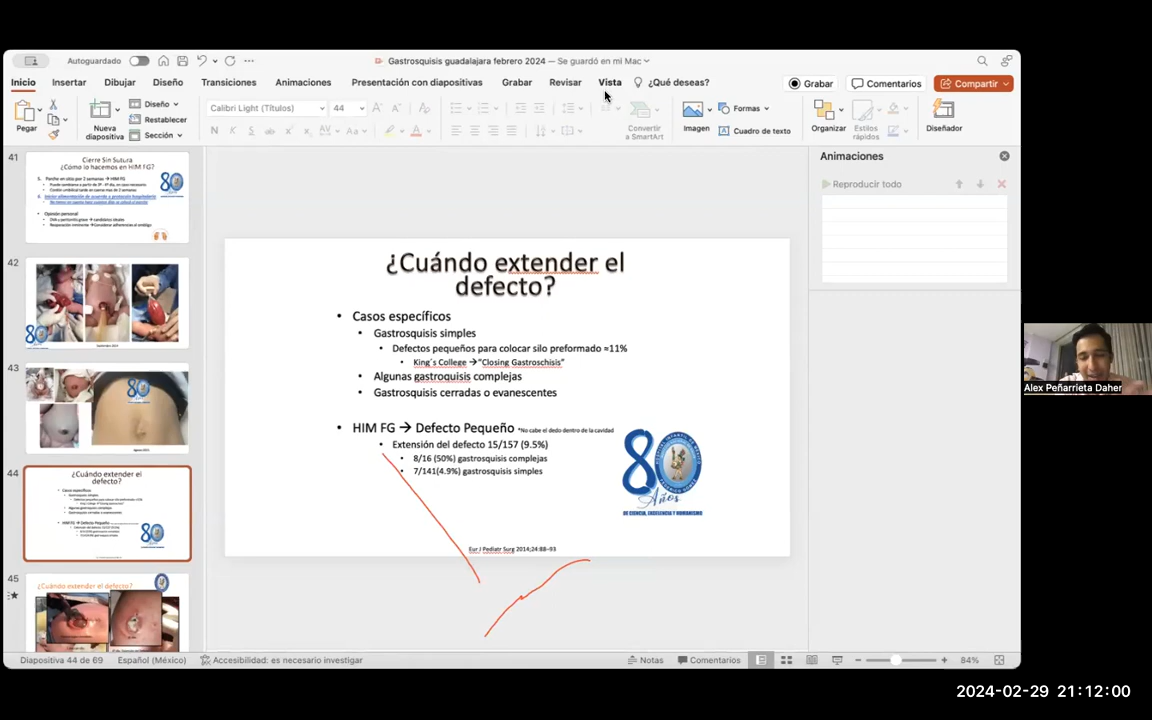 Autoguardado
Gastrosquisis guadalajara febrero 2024 — Se guardó en mi Mac
Inicio Insertar Dibujar Diseño Transiciones Animaciones Presentación con diapositivas Grabar Revisar Vista ¿Qué deseas? Grabar Comentarios Compartir
Pegar
Nueva diapositiva
Diseño
Restablecer
Sección
Calibri Light (Títulos) 44
N K S
Convertir a SmartArt
Imagen
Formas
Cuadro de texto
Organizar
Estilos rápidos
Diseñador
41
Cierre Sin Sutura
¿Cómo lo hacemos en HIM FG?
42
43
44
¿Cuándo extender el
defecto?
45
¿Cuándo extender el defecto?
¿Cuándo extender el
defecto?
• Casos específicos
• Gastrosquisis simples
• Defectos pequeños para colocar silo preformado ≈11%
• King´s College → "Closing Gastroschisis"
• Algunas gastroquisis complejas
• Gastrosquisis cerradas o evanescentes
• HIM FG → Defecto Pequeño *No cabe el dedo dentro de la cavidad
• Extensión del defecto 15/157 (9.5%)
• 8/16 (50%) gastrosquisis complejas
• 7/141(4.9%) gastrosquisis simples
80
Años
DE CIENCIA, EXCELENCIA Y HUMANISMO
Eur J Pediatr Surg 2014;24:88–93
Animaciones
Reproducir todo
Alex Peñarrieta Daher
Diapositiva 44 de 69 Español (México) Accesibilidad: es necesario investigar Notas Comentarios 84%
2024-02-29 21:12:00